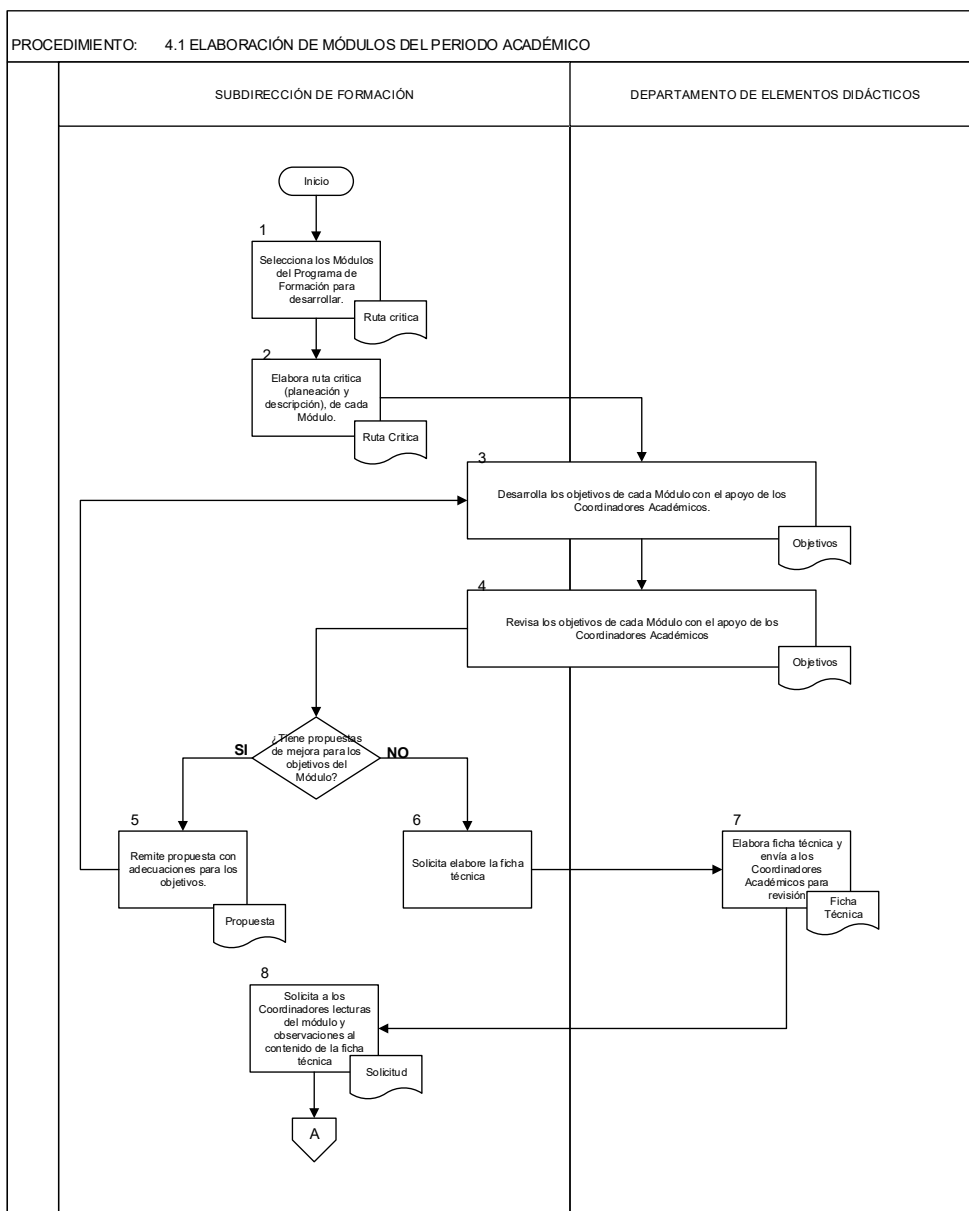 PROCEDIMIENTO: 4.1 ELABORACIÓN DE MÓDULOS DEL PERIODO ACADÉMICO
SUBDIRECCIÓN DE FORMACIÓN
DEPARTAMENTO DE ELEMENTOS DIDÁCTICOS
Inicio
1
Selecciona los Módulos
del Programa de
Formación para
desarrollar.
Ruta critica
2
Elabora ruta critica
(planeación y
descripción), de cada
Módulo.
Ruta Critica
3
Desarrolla los objetivos de cada Módulo con el apoyo de los
Coordinadores Académicos.
Objetivos
4
Revisa los objetivos de cada Módulo con el apoyo de los
Coordinadores Académicos
Objetivos
¿Tiene propuestas
de mejora para los
objetivos del
Módulo?
SI
NO
5
Remite propuesta con
adecuaciones para los
objetivos.
Propuesta
6
Solicita elabore la ficha
técnica
7
Elabora ficha técnica y
envía a los
Coordinadores
Académicos para
revisión
Ficha
Técnica
8
Solicita a los
Coordinadores lecturas
del módulo y
observaciones al
contenido de la ficha
técnica
Solicitud
A